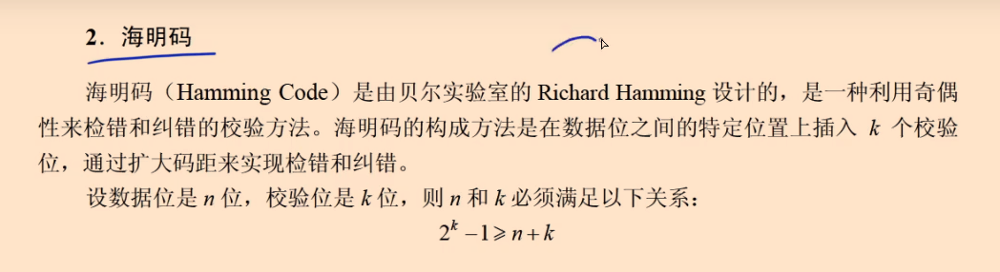 2．海明码
海明码（Hamming Code）是由贝尔实验室的 Richard Hamming 设计的，是一种利用奇偶
性来检错和纠错的校验方法。海明码的构成方法是在数据位之间的特定位置上插入 k 个校验
位，通过扩大码距来实现检错和纠错。
设数据位是 n 位，校验位是 k 位，则 n 和 k 必须满足以下关系：
2^k −1≥n+k